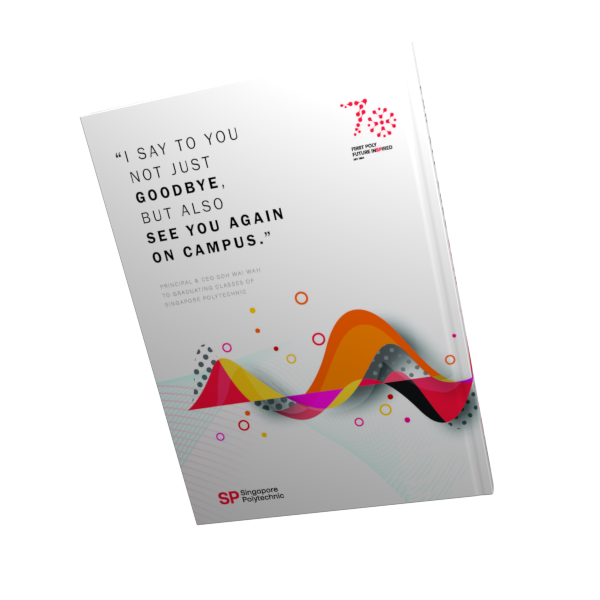 "I SAY TO YOU
NOT JUST
GOODBYE,
BUT ALSO
SEE YOU AGAIN
ON CAMPUS."
PRINCIPAL & CEO SOH WAI WAH
TO GRADUATING CLASSES OF
SINGAPORE POLYTECHNIC
70
FIRST POLY
FUTURE INSPIRED
SP Singapore
Polytechnic